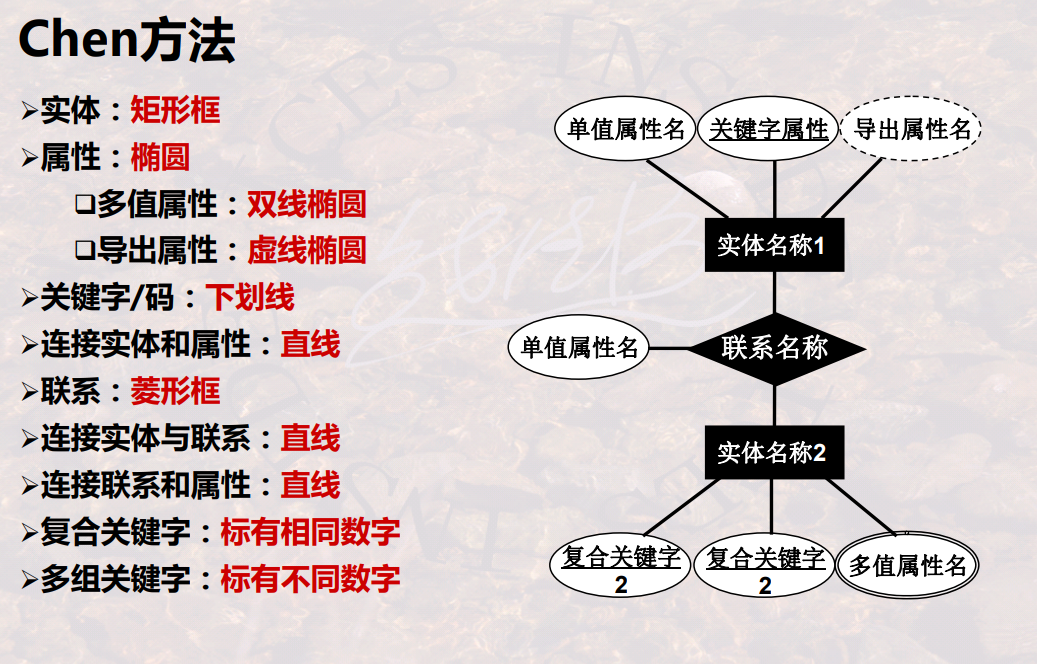 Chen方法
➢实体：矩形框
➢属性：椭圆
❑多值属性：双线椭圆
❑导出属性：虚线椭圆
➢关键字/码：下划线
➢连接实体和属性：直线
➢联系：菱形框
➢连接实体与联系：直线
➢连接联系和属性：直线
➢复合关键字：标有相同数字
➢多组关键字：标有不同数字
单值属性名
关键字属性
导出属性名
实体名称1
单值属性名
联系名称
实体名称2
复合关键字
2
复合关键字
2
多值属性名